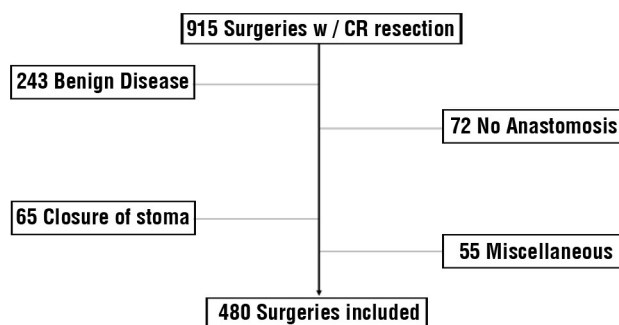 915 Surgeries w / CR resection
243 Benign Disease
72 No Anastomosis
65 Closure of stoma
55 Miscellaneous
480 Surgeries included